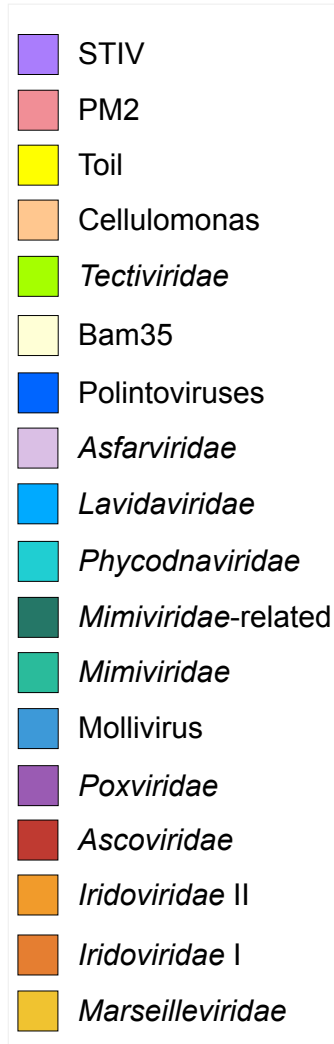 STIV
PM2
Toil
Cellulomonas
Tectiviridae
Bam35
Polintoviruses
Asfarviridae
Lavidaviridae
Phycodnaviridae
Mimiviridae-related
Mimiviridae
Mollivirus
Poxviridae
Ascoviridae
Iridoviridae II
Iridoviridae I
Marseilleviridae